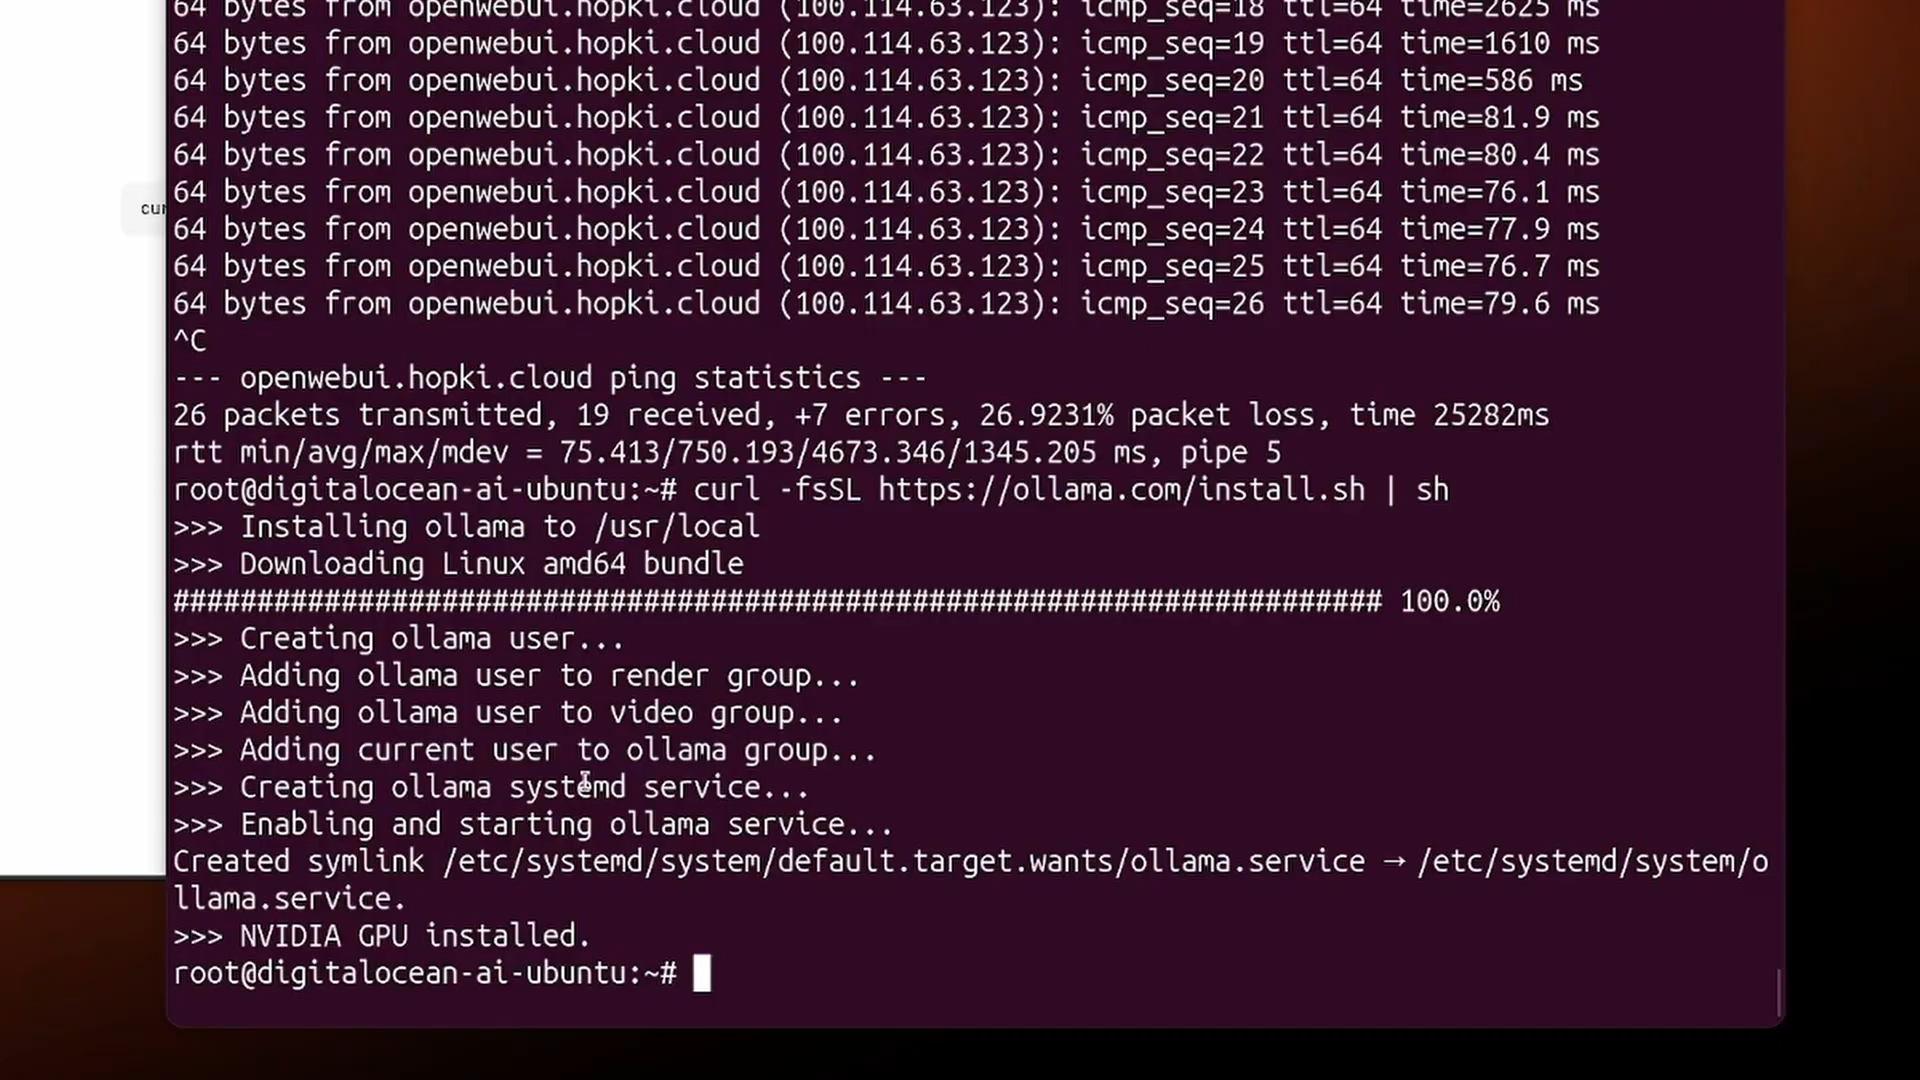 64 bytes from openwebui.hopki.cloud (100.114.63.123): icmp_seq=18 ttl=64 time=2625 ms
64 bytes from openwebui.hopki.cloud (100.114.63.123): icmp_seq=19 ttl=64 time=1610 ms
64 bytes from openwebui.hopki.cloud (100.114.63.123): icmp_seq=20 ttl=64 time=586 ms
64 bytes from openwebui.hopki.cloud (100.114.63.123): icmp_seq=21 ttl=64 time=81.9 ms
64 bytes from openwebui.hopki.cloud (100.114.63.123): icmp_seq=22 ttl=64 time=80.4 ms
64 bytes from openwebui.hopki.cloud (100.114.63.123): icmp_seq=23 ttl=64 time=76.1 ms
cur
64 bytes from openwebui.hopki.cloud (100.114.63.123): icmp_seq=24 ttl=64 time=77.9 ms
64 bytes from openwebui.hopki.cloud (100.114.63.123): icmp_seq=25 ttl=64 time=76.7 ms
64 bytes from openwebui.hopki.cloud (100.114.63.123): icmp_seq=26 ttl=64 time=79.6 ms
^C
--- openwebui.hopki.cloud ping statistics ---
26 packets transmitted, 19 received, +7 errors, 26.9231% packet loss, time 25282ms
rtt min/avg/max/mdev = 75.413/750.193/4673.346/1345.205 ms, pipe 5
root@digitalocean-ai-ubuntu:~# curl -fsSL https://ollama.com/install.sh | sh
>>> Installing ollama to /usr/local
>>> Downloading Linux amd64 bundle
######################################################################## 100.0%
>>> Creating ollama user...
>>> Adding ollama user to render group...
>>> Adding ollama user to video group...
>>> Adding current user to ollama group...
>>> Creating ollama systemd service...
>>> Enabling and starting ollama service...
Created symlink /etc/systemd/system/default.target.wants/ollama.service → /etc/systemd/system/o
llama.service.
>>> NVIDIA GPU installed.
root@digitalocean-ai-ubuntu:~#